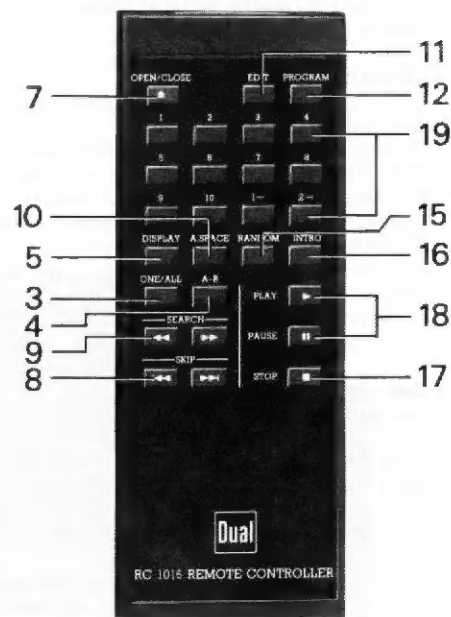 11
OPEN/CLOSE EDIT PROGRAM
7 12
1 2 3 4 19
5 6 7 8
9 10 1– 2–
10 15
DISPLAY A.SPACE RANDOM INTRO
5 16
ONE/ALL A-B
3 PLAY 18
4 SEARCH
9 PAUSE
SKIP
8 STOP 17
Dual
RC 1016 REMOTE CONTROLLER